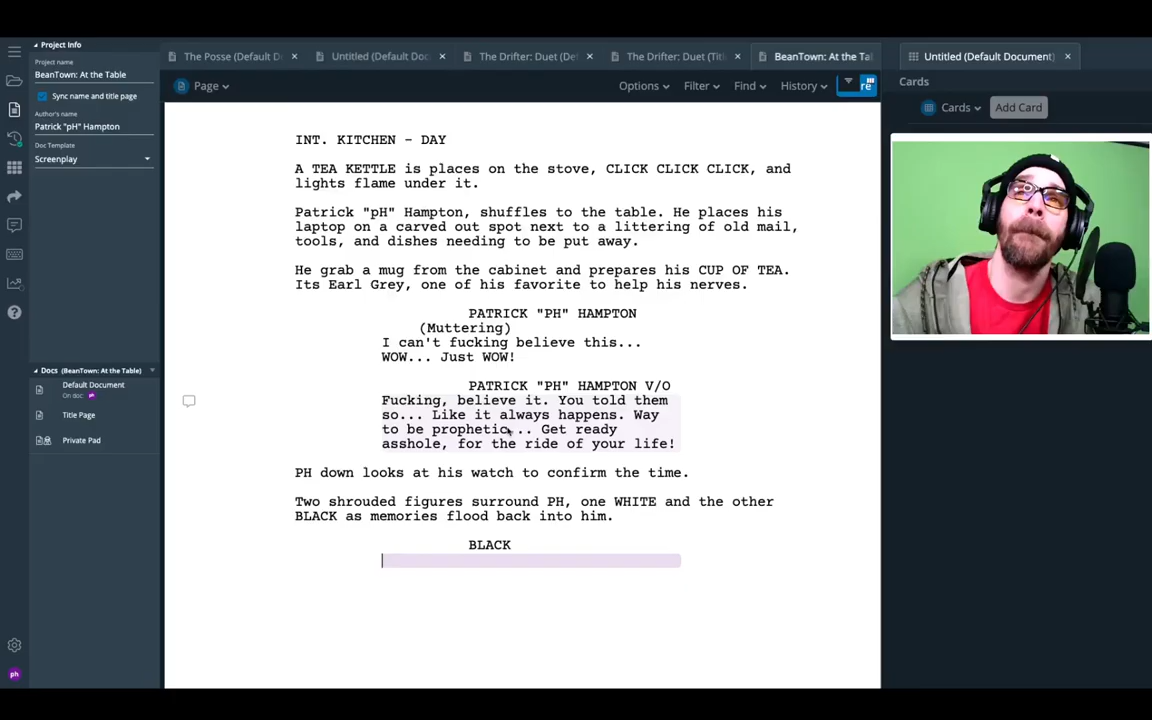 Project Info
Project name
BeanTown: At the Table
Sync name and title page
Author's name
Patrick "pH" Hampton
Doc Template
Screenplay
Docs (BeanTown: At the Table)
Default Document
On doc: ph
Title Page
Private Pad
ph
The Posse (Default D
Untitled (Default Doc
The Drifter: Duet (De
The Drifter: Duet (Titl
BeanTown: At the Tal
Untitled (Default Document)
Page
Options
Filter
Find
History
re
Cards
Cards
Add Card
INT. KITCHEN - DAY
A TEA KETTLE is places on the stove, CLICK CLICK CLICK, and
lights flame under it.
Patrick "pH" Hampton, shuffles to the table. He places his
laptop on a carved out spot next to a littering of old mail,
tools, and dishes needing to be put away.
He grab a mug from the cabinet and prepares his CUP OF TEA.
Its Earl Grey, one of his favorite to help his nerves.
PATRICK "PH" HAMPTON
(Muttering)
I can't fucking believe this...
WOW... Just WOW!
PATRICK "PH" HAMPTON V/O
Fucking, believe it. You told them
so... Like it always happens. Way
to be prophetic... Get ready
asshole, for the ride of your life!
PH down looks at his watch to confirm the time.
Two shrouded figures surround PH, one WHITE and the other
BLACK as memories flood back into him.
BLACK